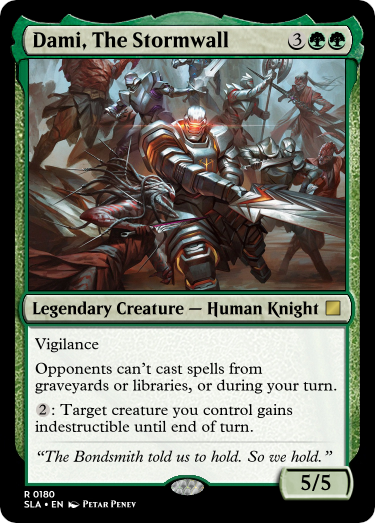 Dami, The Stormwall 3
Legendary Creature — Human Knight
Vigilance
Opponents can't cast spells from
graveyards or libraries, or during your turn.
2: Target creature you control gains
indestructible until end of turn.
“The Bondsmith told us to hold. So we hold.”
5/5
R 0180
SLA • EN Petar Penev